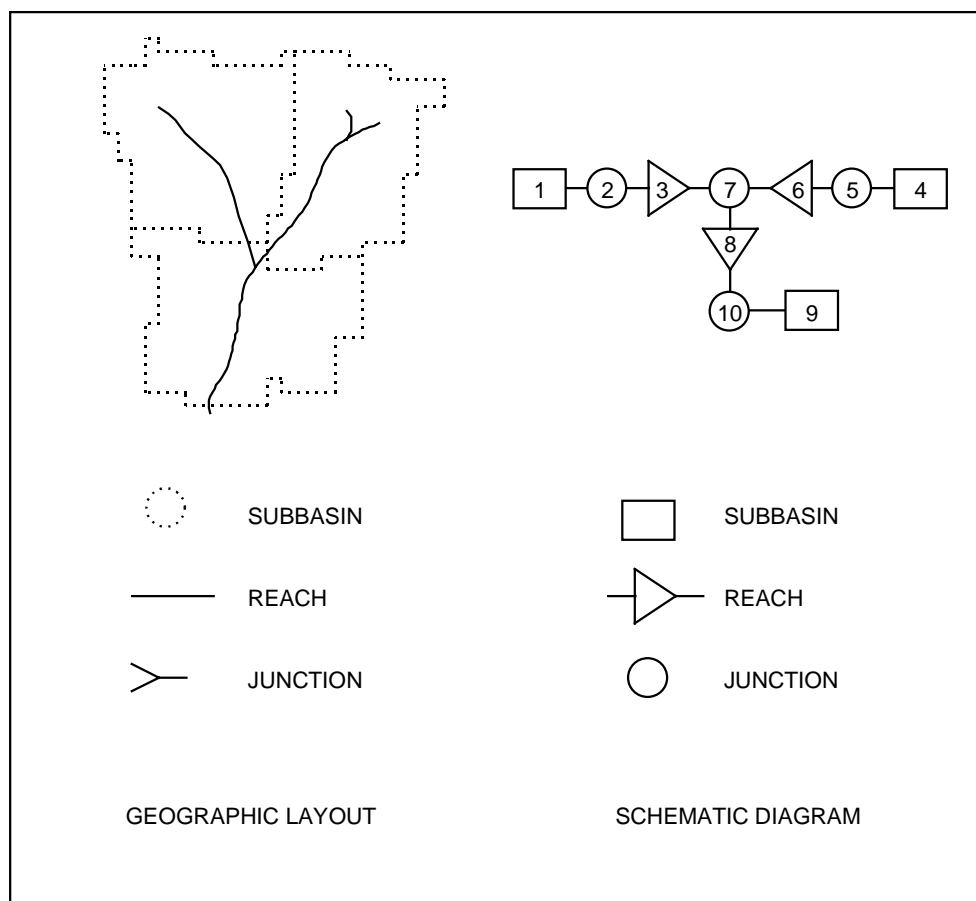 1 2 3 7 6 5 4
8
10 9
SUBBASIN SUBBASIN
REACH REACH
JUNCTION JUNCTION
GEOGRAPHIC LAYOUT SCHEMATIC DIAGRAM